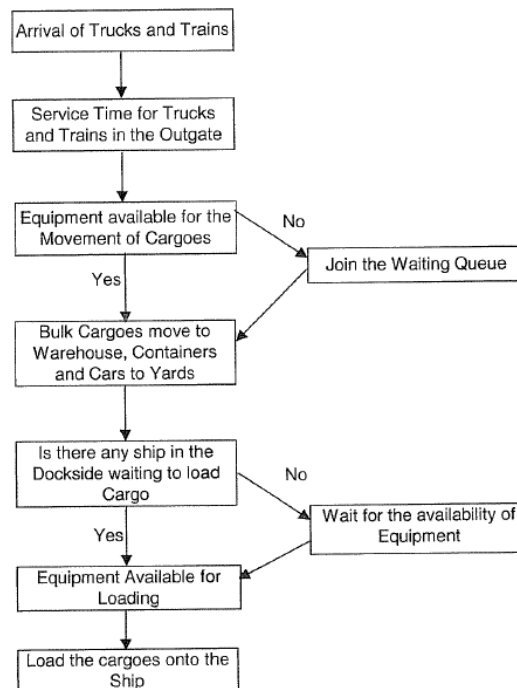 Arrival of Trucks and Trains
Service Time for Trucks
and Trains in the Outgate
Equipment available for the
Movement of Cargoes
No
Join the Waiting Queue
Yes
Bulk Cargoes move to
Warehouse, Containers
and Cars to Yards
Is there any ship in the
Dockside waiting to load
Cargo
No
Wait for the availability of
Equipment
Yes
Equipment Available for
Loading
Load the cargoes onto the
Ship